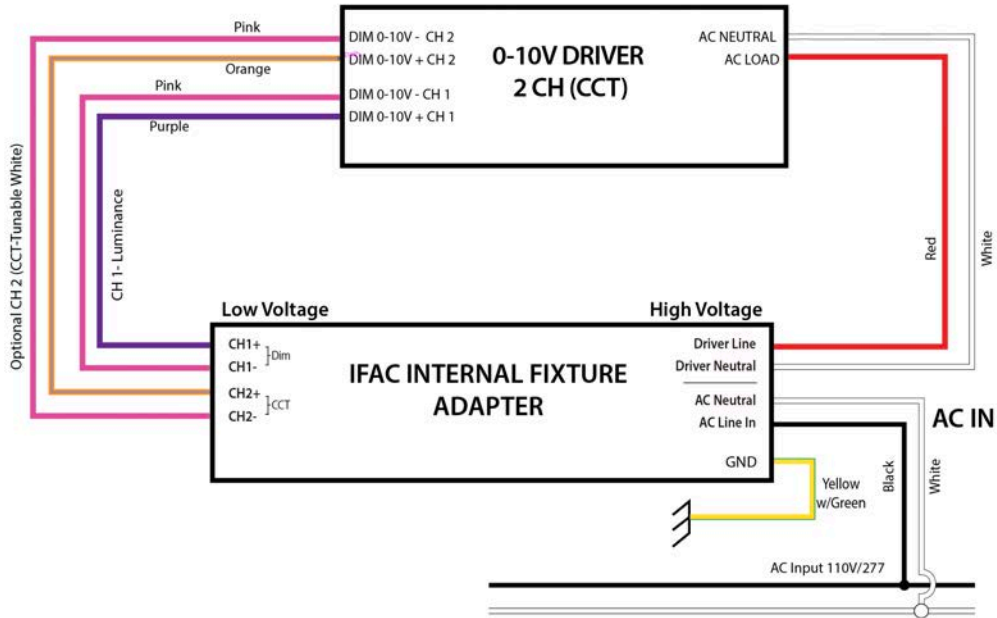 Pink
DIM 0-10V - CH 2
Orange
DIM 0-10V + CH 2
Pink
DIM 0-10V - CH 1
Purple
DIM 0-10V + CH 1
0-10V DRIVER
2 CH (CCT)
AC NEUTRAL
AC LOAD
Optional CH 2 (CCT-Tunable White)
CH 1- Luminance
Red
White
Low Voltage
High Voltage
CH1+
CH1-
Dim
CH2+
CH2-
CCT
IFAC INTERNAL FIXTURE
ADAPTER
Driver Line
Driver Neutral
AC Neutral
AC Line In
GND
AC IN
Yellow
w/Green
Black
White
AC Input 110V/277